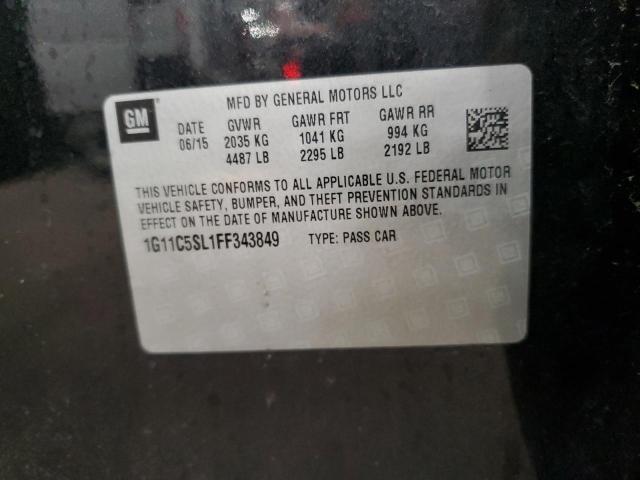 GM
MFD BY GENERAL MOTORS LLC
DATE GVWR GAWR FRT GAWR RR
06/15 2035 KG 1041 KG 994 KG
4487 LB 2295 LB 2192 LB
THIS VEHICLE CONFORMS TO ALL APPLICABLE U.S. FEDERAL MOTOR
VEHICLE SAFETY, BUMPER, AND THEFT PREVENTION STANDARDS IN
EFFECT ON THE DATE OF MANUFACTURE SHOWN ABOVE.
1G11C5SL1FF343849 TYPE: PASS CAR